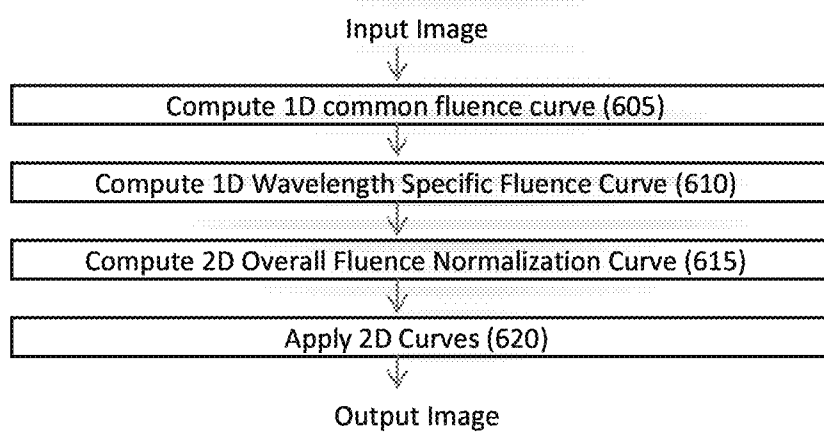 Input Image
Compute 1D common fluence curve (605)
Compute 1D Wavelength Specific Fluence Curve (610)
Compute 2D Overall Fluence Normalization Curve (615)
Apply 2D Curves (620)
Output Image